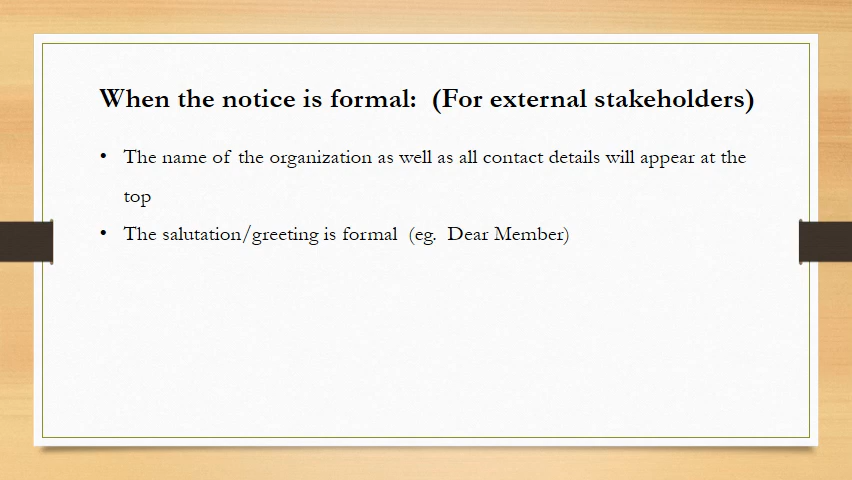 When the notice is formal:  (For external stakeholders)
• The name of the organization as well as all contact details will appear at the
top
• The salutation/greeting is formal  (eg.  Dear Member)